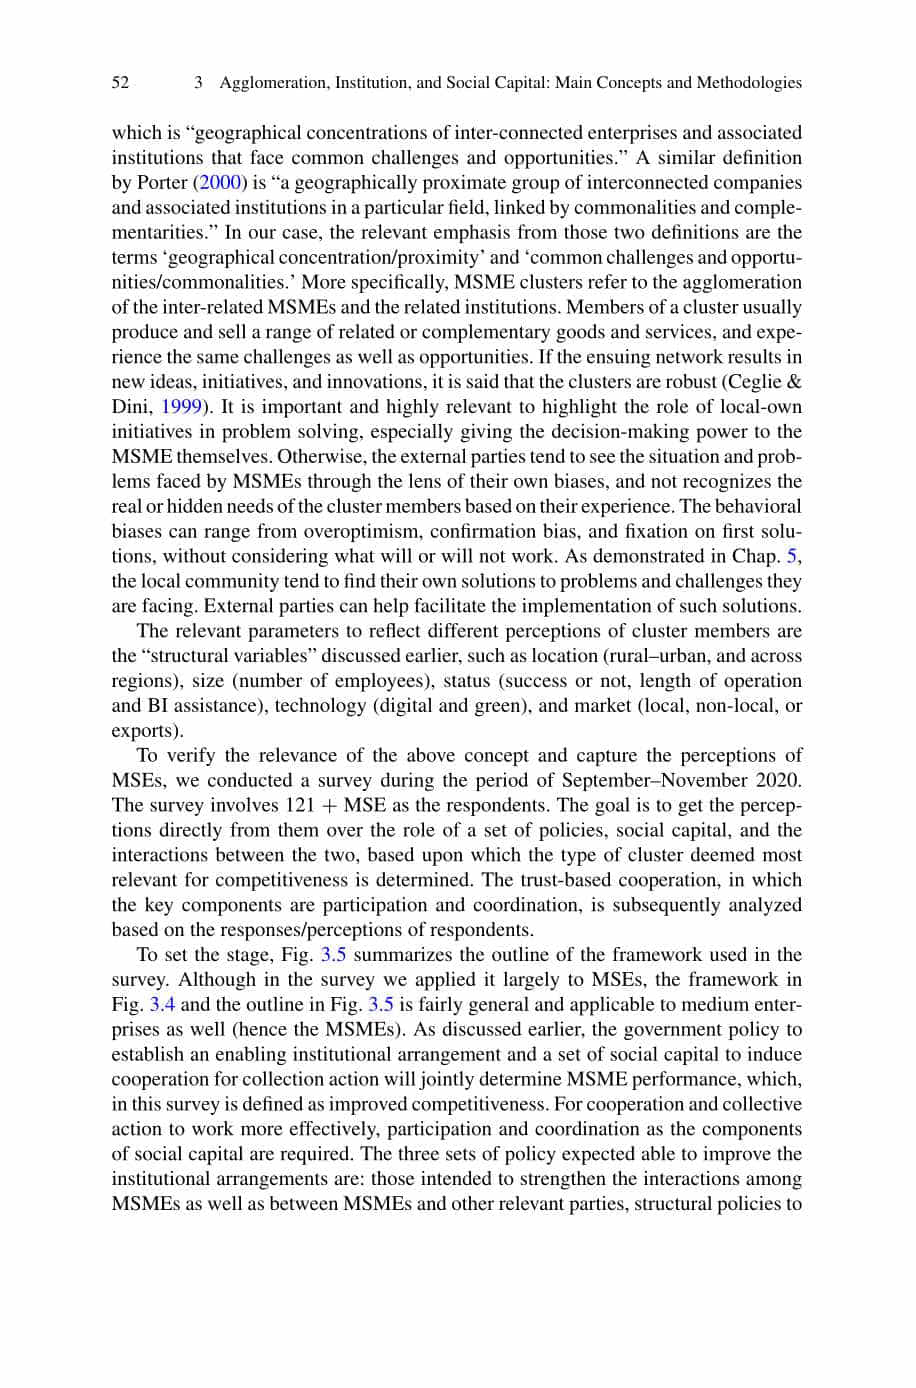 52 3 Agglomeration, Institution, and Social Capital: Main Concepts and Methodologies
which is “geographical concentrations of inter-connected enterprises and associated
institutions that face common challenges and opportunities.” A similar definition
by Porter (2000) is “a geographically proximate group of interconnected companies
and associated institutions in a particular field, linked by commonalities and comple-
mentarities.” In our case, the relevant emphasis from those two definitions are the
terms ‘geographical concentration/proximity’ and ‘common challenges and opportu-
nities/commonalities.’ More specifically, MSME clusters refer to the agglomeration
of the inter-related MSMEs and the related institutions. Members of a cluster usually
produce and sell a range of related or complementary goods and services, and expe-
rience the same challenges as well as opportunities. If the ensuing network results in
new ideas, initiatives, and innovations, it is said that the clusters are robust (Ceglie &
Dini, 1999). It is important and highly relevant to highlight the role of local-own
initiatives in problem solving, especially giving the decision-making power to the
MSME themselves. Otherwise, the external parties tend to see the situation and prob-
lems faced by MSMEs through the lens of their own biases, and not recognizes the
real or hidden needs of the cluster members based on their experience. The behavioral
biases can range from overoptimism, confirmation bias, and fixation on first solu-
tions, without considering what will or will not work. As demonstrated in Chap. 5,
the local community tend to find their own solutions to problems and challenges they
are facing. External parties can help facilitate the implementation of such solutions.
The relevant parameters to reflect different perceptions of cluster members are
the “structural variables” discussed earlier, such as location (rural–urban, and across
regions), size (number of employees), status (success or not, length of operation
and BI assistance), technology (digital and green), and market (local, non-local, or
exports).
To verify the relevance of the above concept and capture the perceptions of
MSEs, we conducted a survey during the period of September–November 2020.
The survey involves 121 + MSE as the respondents. The goal is to get the percep-
tions directly from them over the role of a set of policies, social capital, and the
interactions between the two, based upon which the type of cluster deemed most
relevant for competitiveness is determined. The trust-based cooperation, in which
the key components are participation and coordination, is subsequently analyzed
based on the responses/perceptions of respondents.
To set the stage, Fig. 3.5 summarizes the outline of the framework used in the
survey. Although in the survey we applied it largely to MSEs, the framework in
Fig. 3.4 and the outline in Fig. 3.5 is fairly general and applicable to medium enter-
prises as well (hence the MSMEs). As discussed earlier, the government policy to
establish an enabling institutional arrangement and a set of social capital to induce
cooperation for collection action will jointly determine MSME performance, which,
in this survey is defined as improved competitiveness. For cooperation and collective
action to work more effectively, participation and coordination as the components
of social capital are required. The three sets of policy expected able to improve the
institutional arrangements are: those intended to strengthen the interactions among
MSMEs as well as between MSMEs and other relevant parties, structural policies to